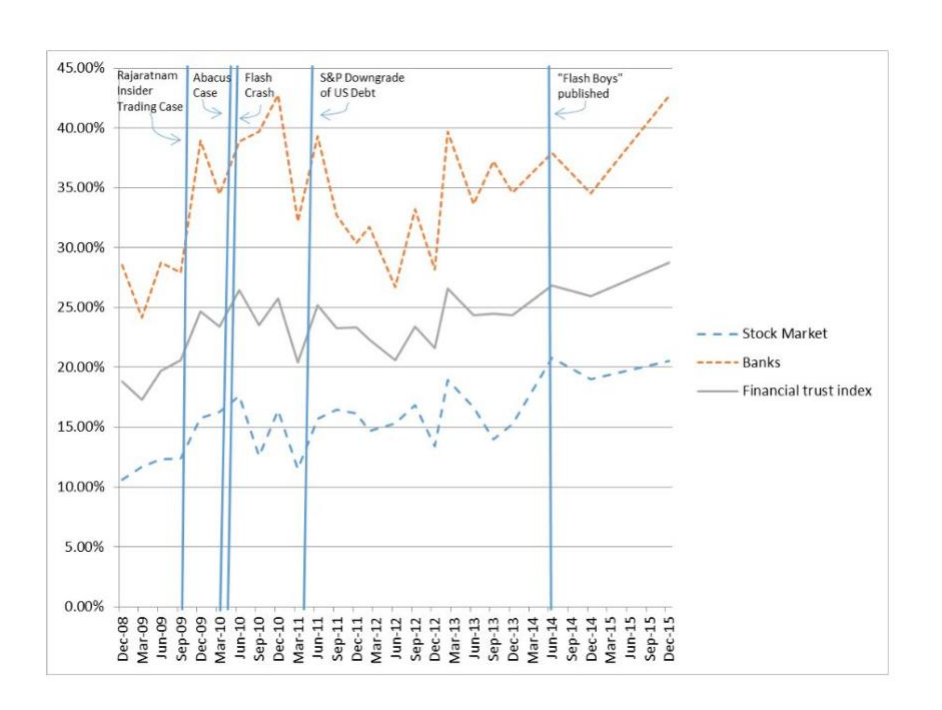 45.00%
40.00%
35.00%
30.00%
25.00%
20.00%
15.00%
10.00%
5.00%
0.00%
Rajaratnam
Insider
Trading Case
Abacus
Case
Flash
Crash
S&P Downgrade
of US Debt
"Flash Boys"
published
Stock Market
Banks
Financial trust index
Dec-08
Mar-09
Jun-09
Sep-09
Dec-09
Mar-10
Jun-10
Sep-10
Dec-10
Mar-11
Jun-11
Sep-11
Dec-11
Mar-12
Jun-12
Sep-12
Dec-12
Mar-13
Jun-13
Sep-13
Dec-13
Mar-14
Jun-14
Sep-14
Dec-14
Mar-15
Jun-15
Sep-15
Dec-15